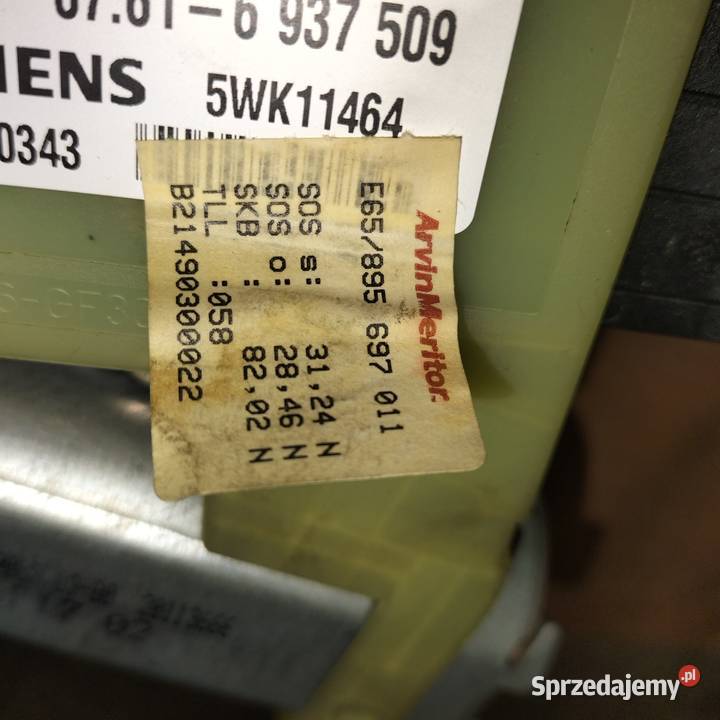 67.61-6 937 509
IENS 5WK11464
0343
ArvinMeritor.
E65/895 697 011
SOS s: 31,24 N
SOS o: 28,46 N
SKB : 82,02 N
TLL :058
B214903000022
Sprzedajemy.pl